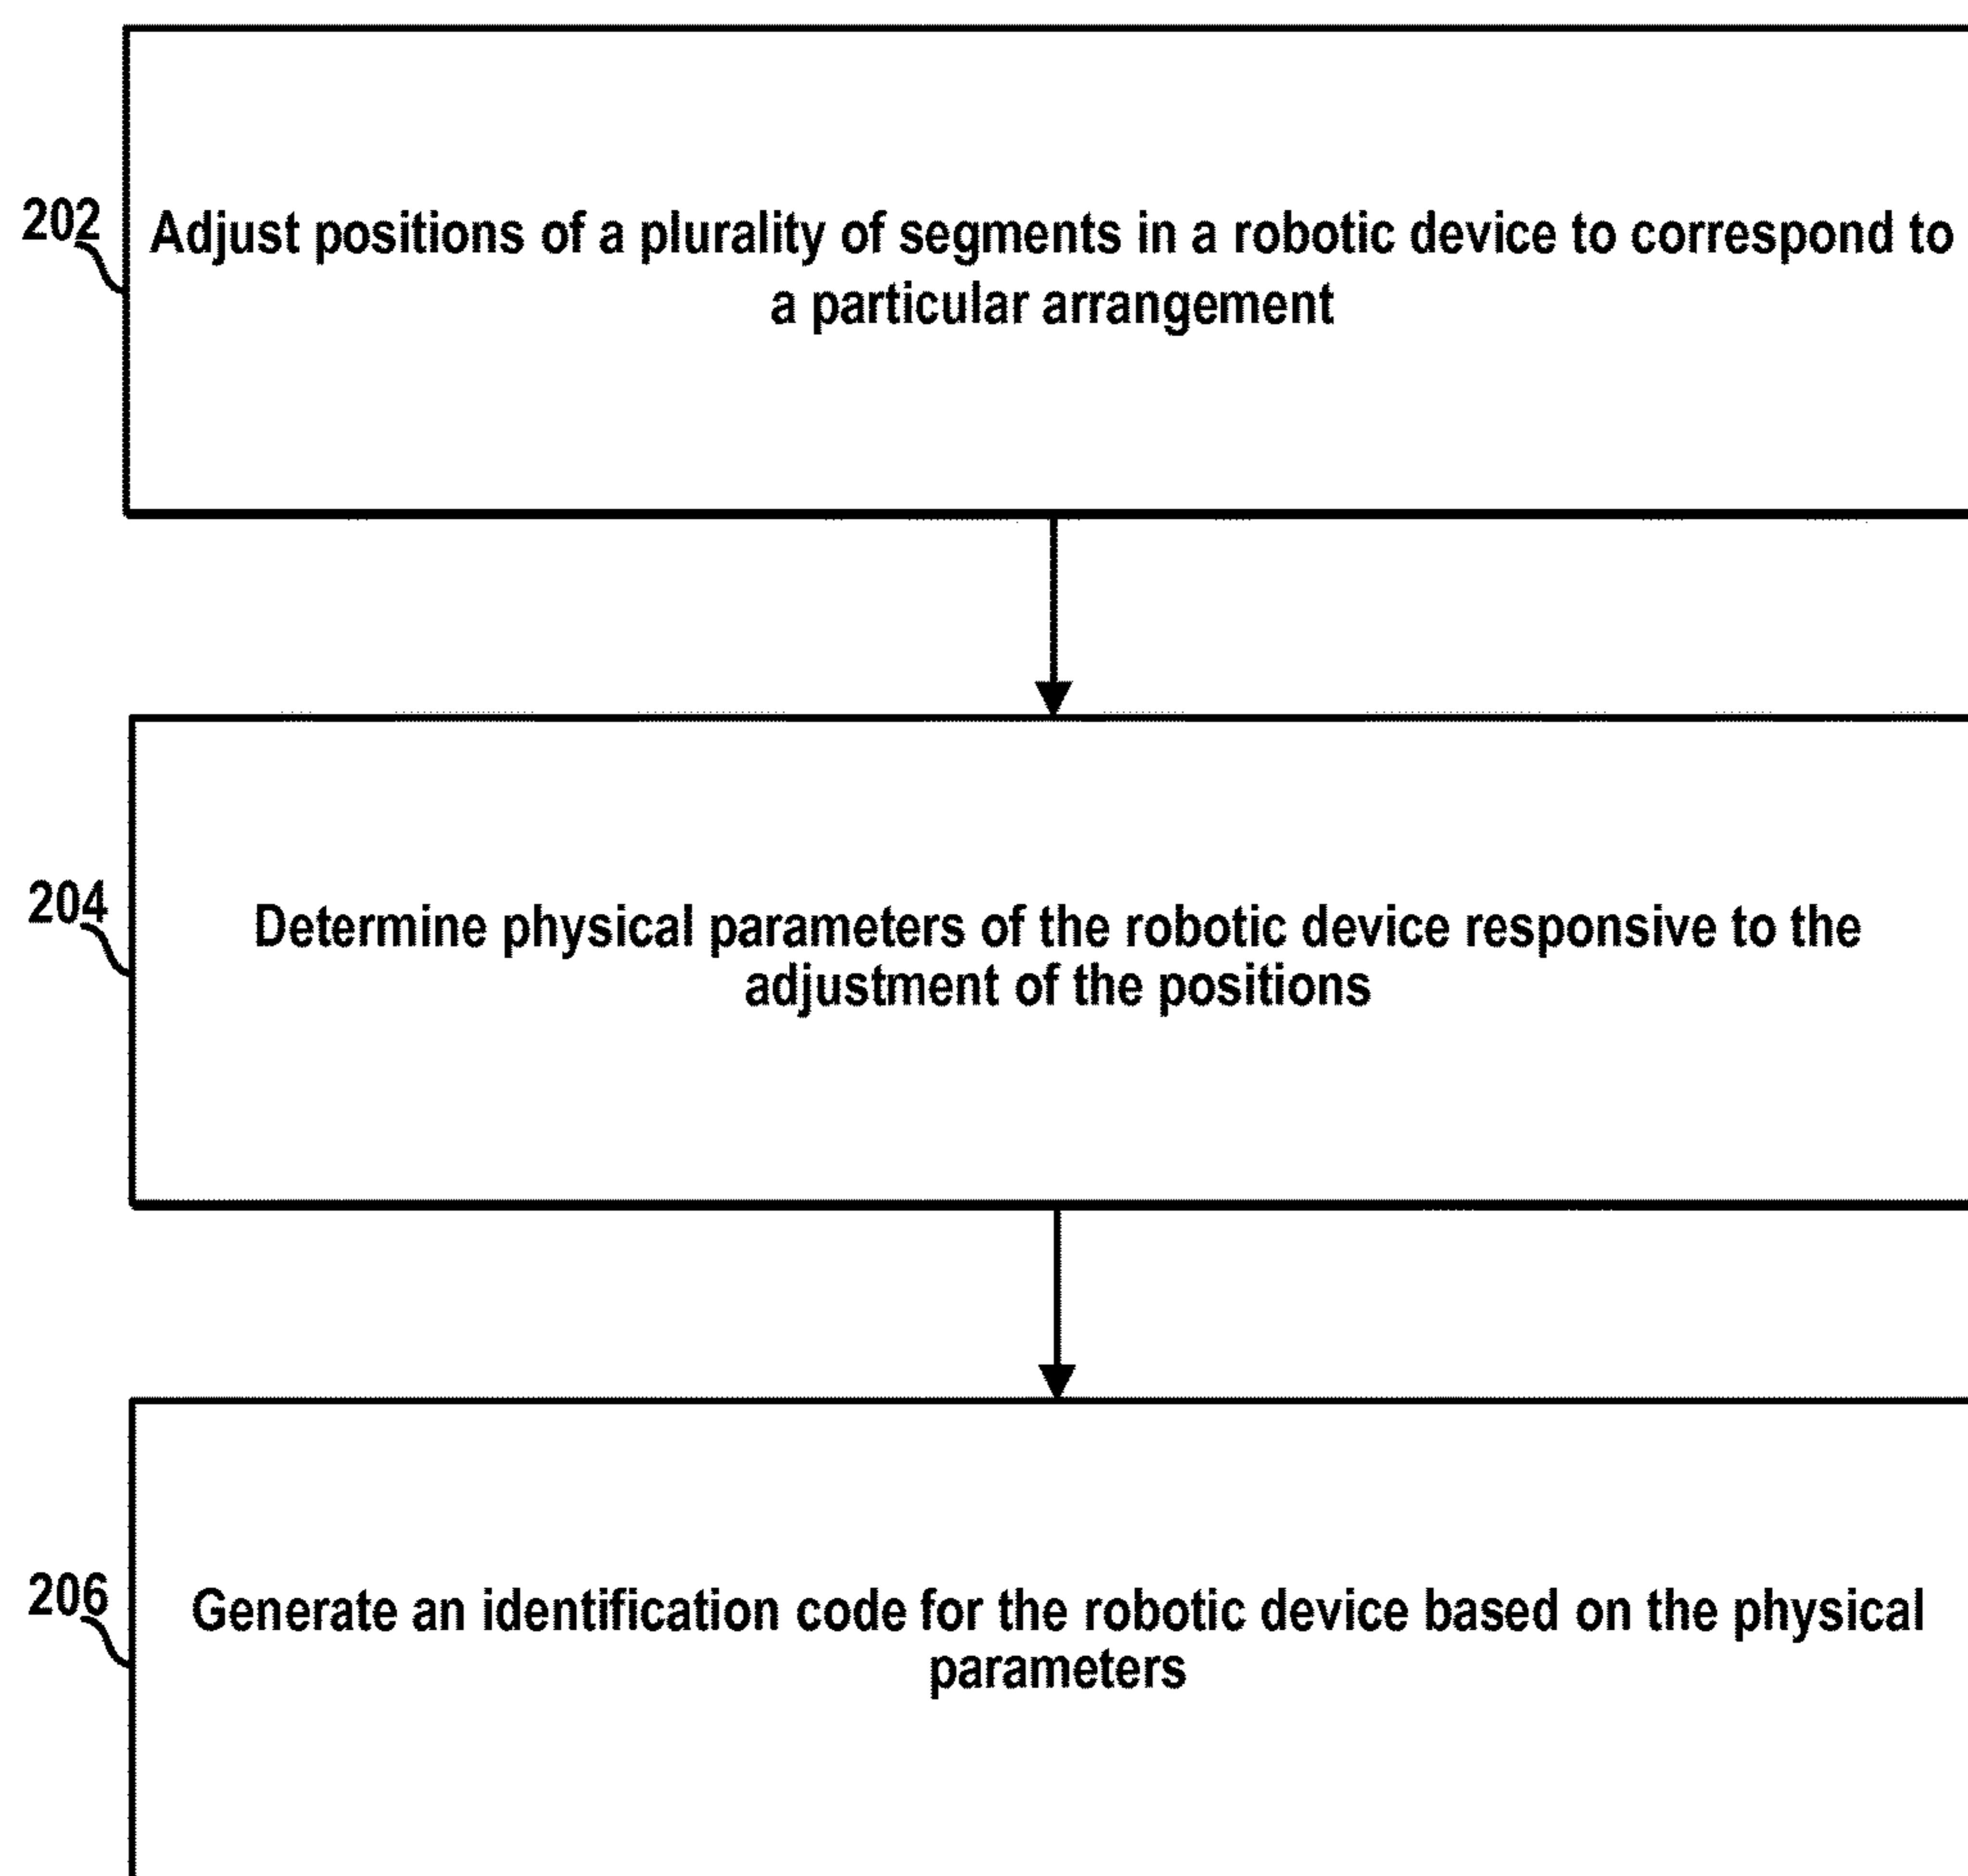 202
Adjust positions of a plurality of segments in a robotic device to correspond to
a particular arrangement
204
Determine physical parameters of the robotic device responsive to the
adjustment of the positions
206
Generate an identification code for the robotic device based on the physical
parameters